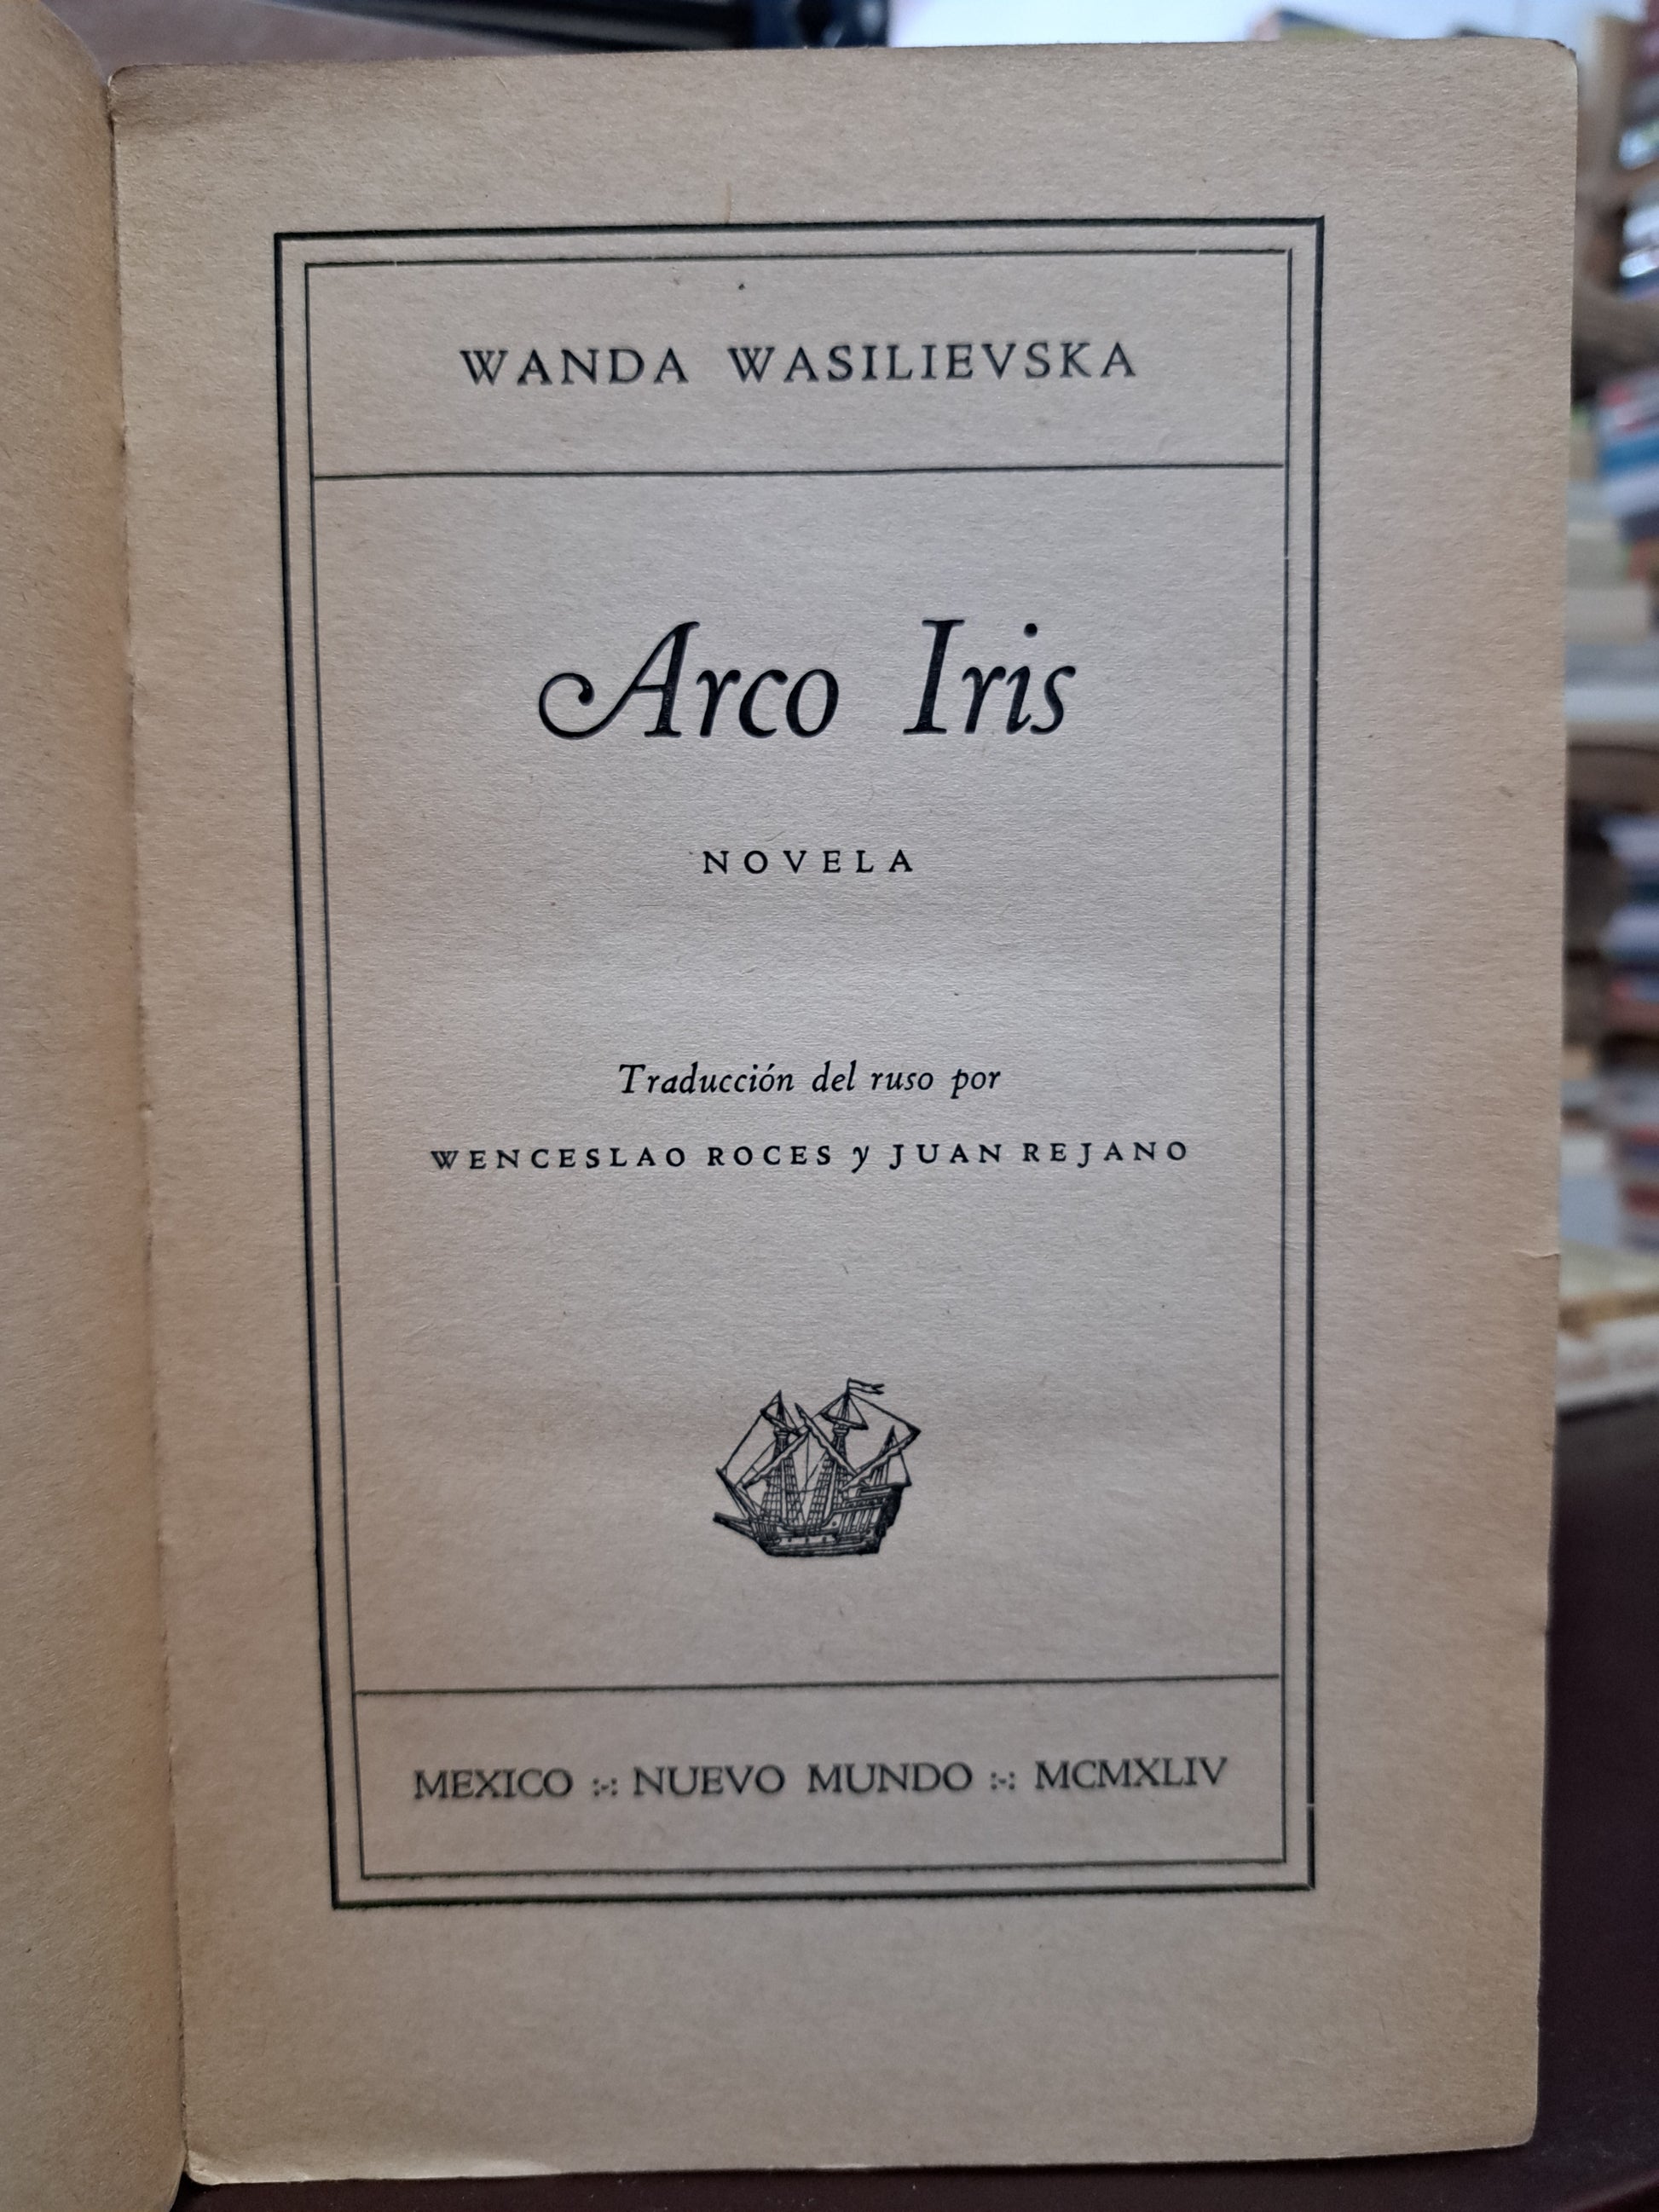 WANDA WASILIEVSKA
Arco Iris
NOVELA
Traducción del ruso por
WENCESLAO ROCES y JUAN REJANO
MEXICO :-: NUEVO MUNDO :-: MCMXLIV